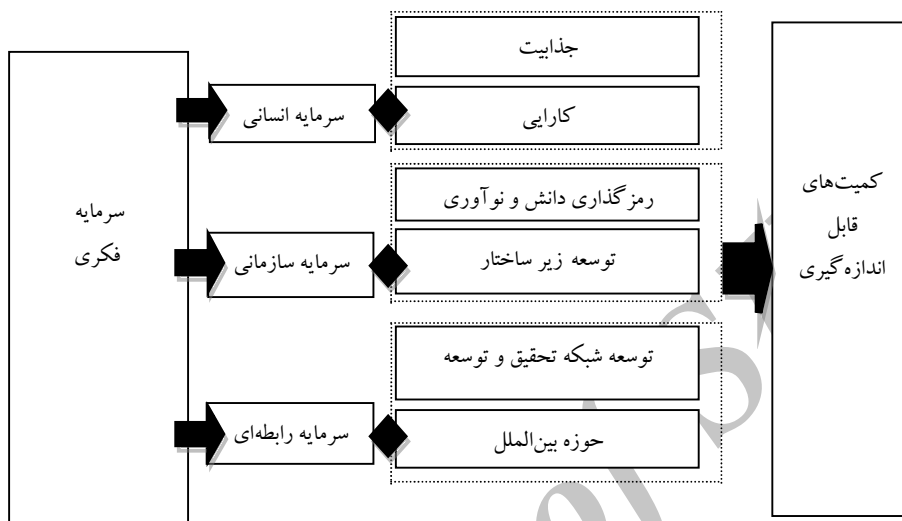 جذابیت
کارایی
سرمایه انسانی
رمزگذاری دانش و نوآوری
توسعه زیر ساختار
سرمایه سازمانی
توسعه شبکه تحقیق و توسعه
حوزه بین‌الملل
سرمایه رابطه‌ای
سرمایه
فکری
کمیت‌های
قابل
اندازه‌گیری